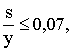 s/y ≤ 0,07,